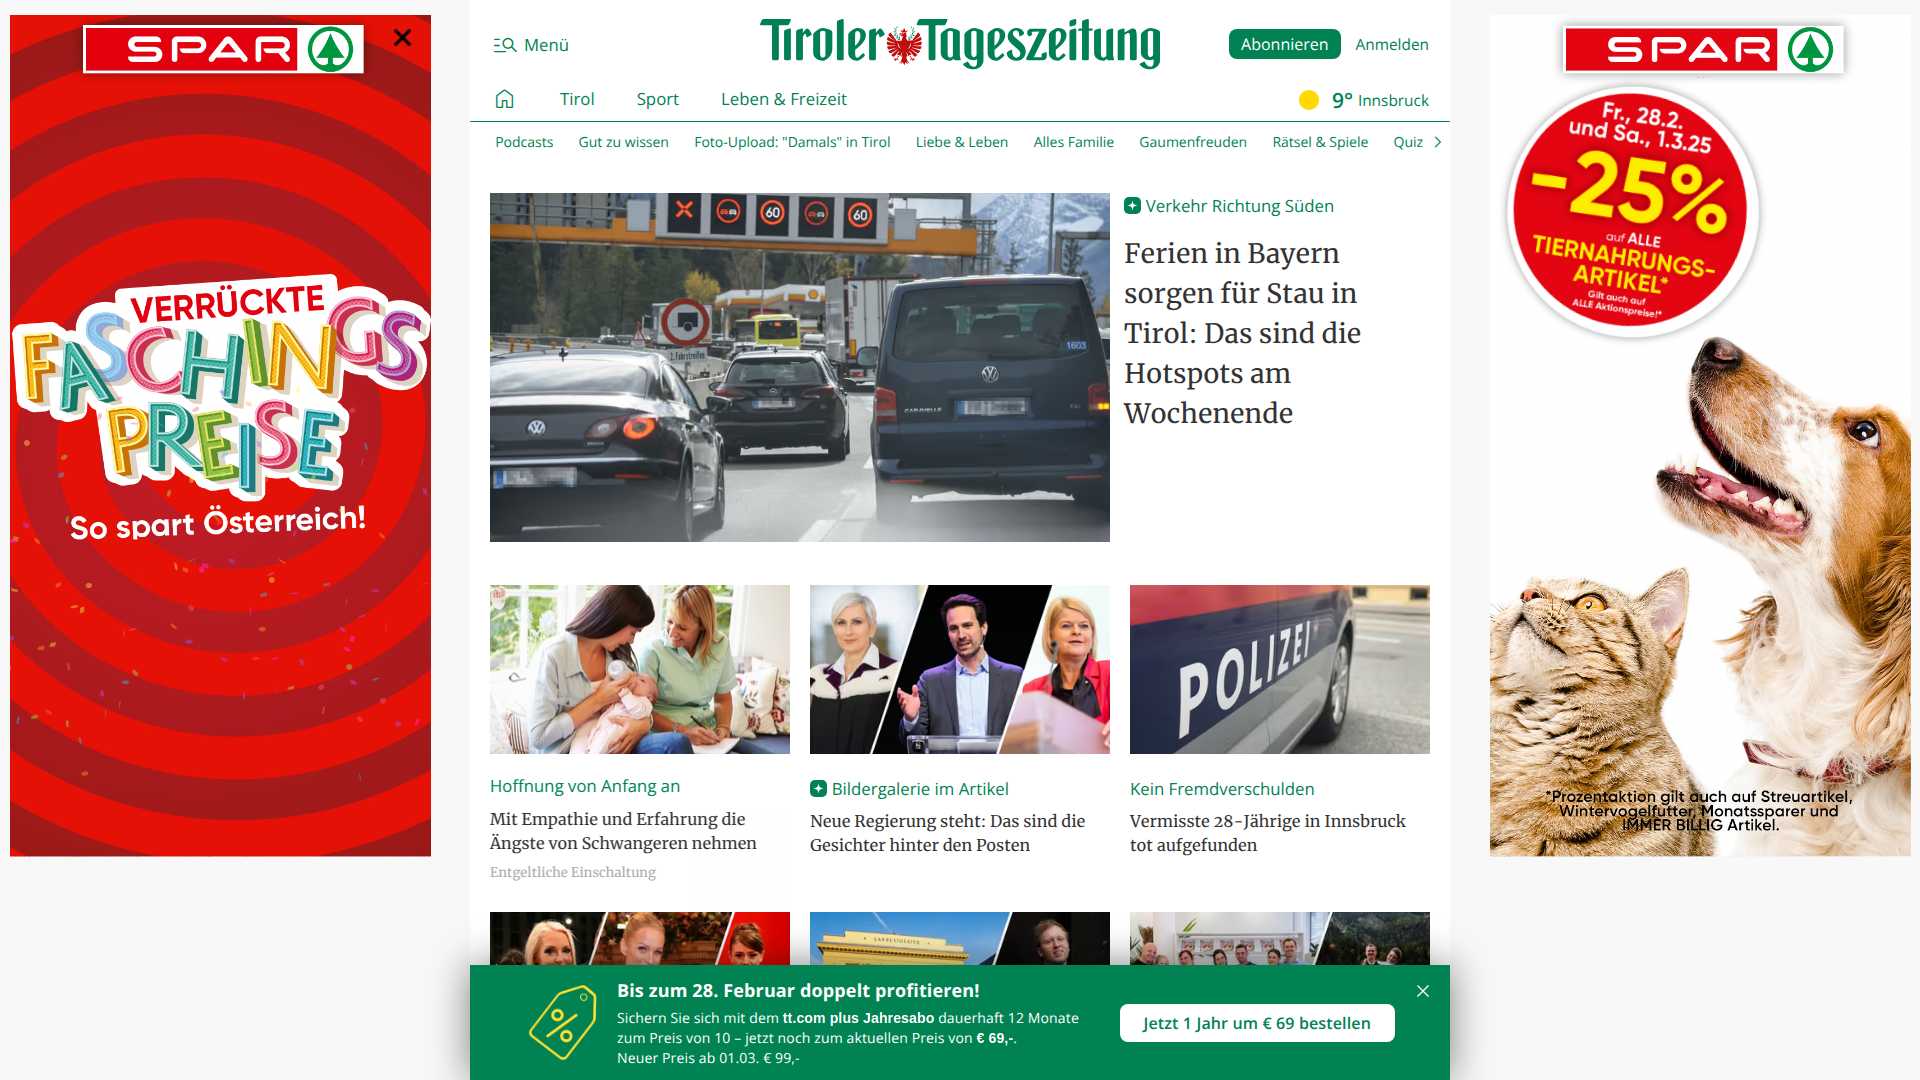 SPAR
VERRÜCKTE
FASCHINGS
PREISE
So spart Österreich!
Menü
Tiroler Tageszeitung
Abonnieren
Anmelden
Tirol
Sport
Leben & Freizeit
9° Innsbruck
Podcasts
Gut zu wissen
Foto-Upload: "Damals" in Tirol
Liebe & Leben
Alles Familie
Gaumenfreuden
Rätsel & Spiele
Quiz
60
60
2. Fahrstreifen
1603
CARAVELLE
Verkehr Richtung Süden
Ferien in Bayern
sorgen für Stau in
Tirol: Das sind die
Hotspots am
Wochenende
POLIZEI
Hoffnung von Anfang an
Mit Empathie und Erfahrung die
Ängste von Schwangeren nehmen
Entgeltliche Einschaltung
Bildergalerie im Artikel
Neue Regierung steht: Das sind die
Gesichter hinter den Posten
Kein Fremdverschulden
Vermisste 28-Jährige in Innsbruck
tot aufgefunden
Bis zum 28. Februar doppelt profitieren!
Sichern Sie sich mit dem tt.com plus Jahresabo dauerhaft 12 Monate
zum Preis von 10 – jetzt noch zum aktuellen Preis von € 69,-.
Neuer Preis ab 01.03. € 99,-
Jetzt 1 Jahr um € 69 bestellen
SPAR
Fr., 28.2.
und Sa., 1.3.25
-25%
auf ALLE
TIERNAHRUNGS-
ARTIKEL*
Gilt auch auf
ALLE Aktionspreise!*
*Prozentaktion gilt auch auf Streuartikel,
Wintervogelfutter, Monatssparer und
IMMER BILLIG Artikel.